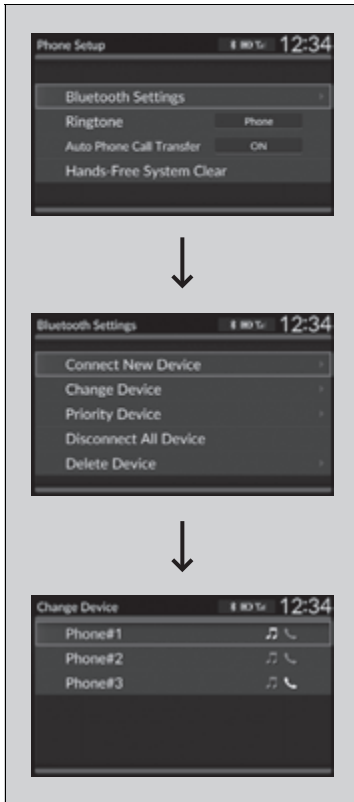 Phone Setup 12:34
Bluetooth Settings
Ringtone Phone
Auto Phone Call Transfer ON
Hands-Free System Clear
Bluetooth Settings 12:34
Connect New Device
Change Device
Priority Device
Disconnect All Device
Delete Device
Change Device 12:34
Phone#1
Phone#2
Phone#3